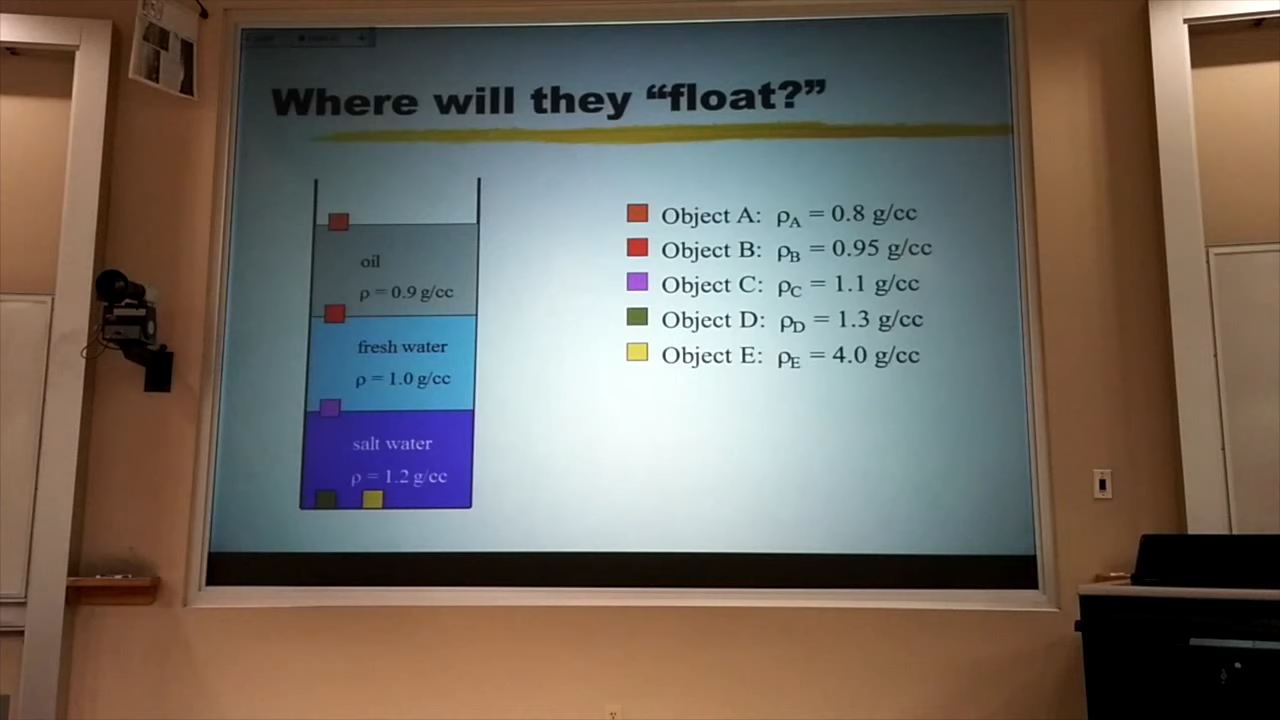 Where will they “float?”
oil
ρ = 0.9 g/cc
fresh water
ρ = 1.0 g/cc
salt water
ρ = 1.2 g/cc
Object A: ρA = 0.8 g/cc
Object B: ρB = 0.95 g/cc
Object C: ρC = 1.1 g/cc
Object D: ρD = 1.3 g/cc
Object E: ρE = 4.0 g/cc